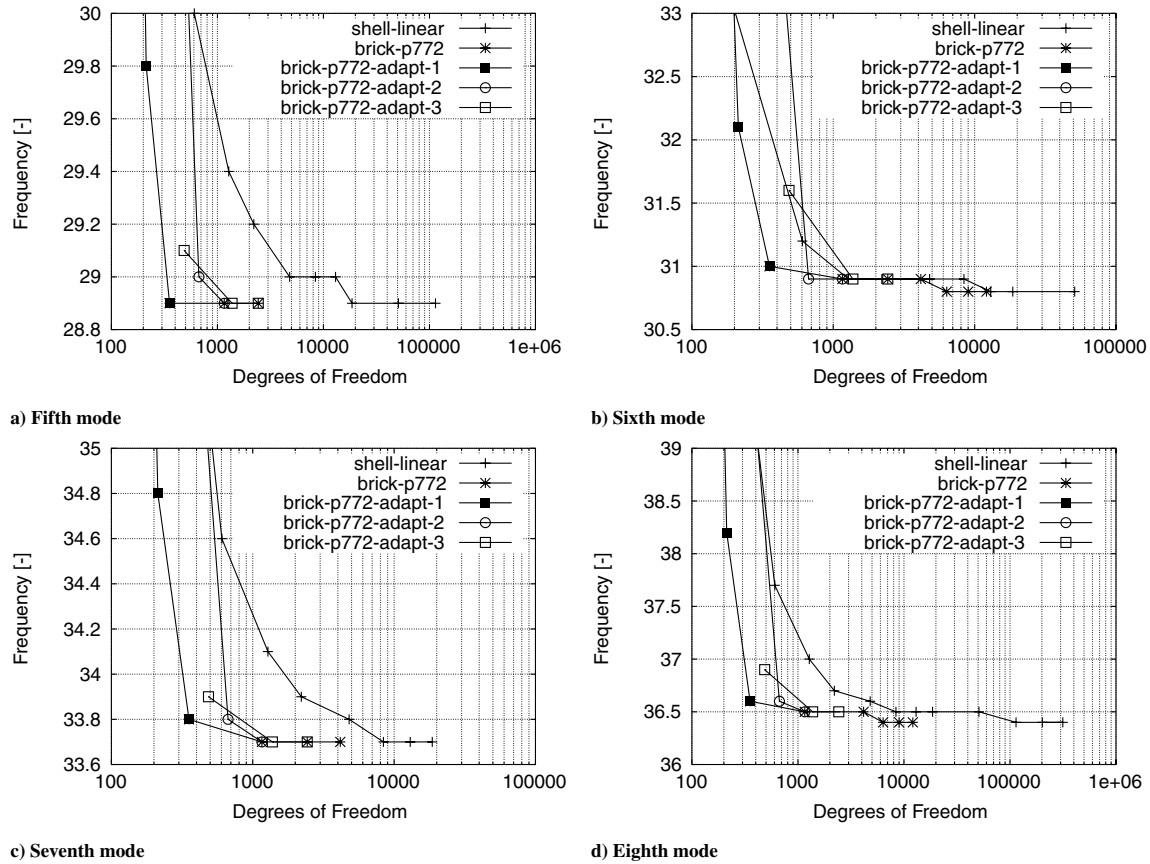 30
29.8
29.6
29.4
29.2
29
28.8
Frequency [-]
shell-linear
brick-p772
brick-p772-adapt-1
brick-p772-adapt-2
brick-p772-adapt-3
100
1000
10000
100000
1e+06
Degrees of Freedom
a) Fifth mode
33
32.5
32
31.5
31
30.5
Frequency [-]
shell-linear
brick-p772
brick-p772-adapt-1
brick-p772-adapt-2
brick-p772-adapt-3
100
1000
10000
100000
Degrees of Freedom
b) Sixth mode
35
34.8
34.6
34.4
34.2
34
33.8
33.6
Frequency [-]
shell-linear
brick-p772
brick-p772-adapt-1
brick-p772-adapt-2
brick-p772-adapt-3
100
1000
10000
100000
Degrees of Freedom
c) Seventh mode
39
38.5
38
37.5
37
36.5
36
Frequency [-]
shell-linear
brick-p772
brick-p772-adapt-1
brick-p772-adapt-2
brick-p772-adapt-3
100
1000
10000
100000
1e+06
Degrees of Freedom
d) Eighth mode